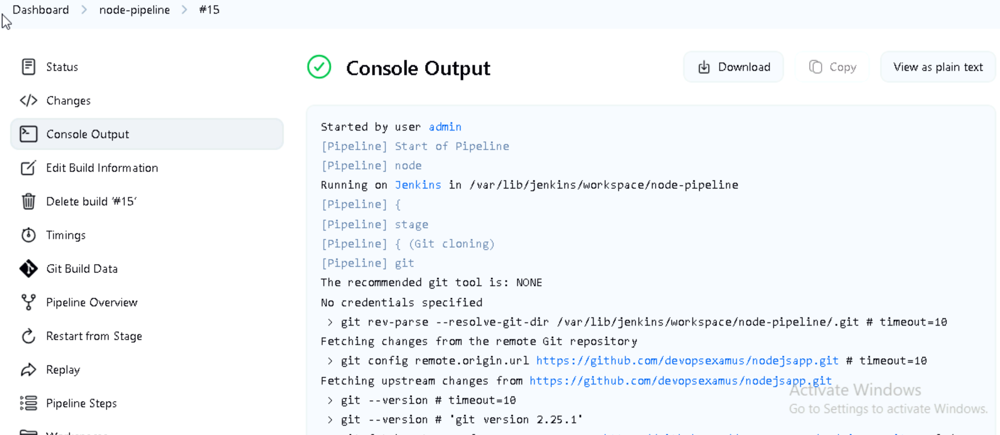 Dashboard > node-pipeline > #15
Status
Changes
Console Output
Edit Build Information
Delete build ‘#15’
Timings
Git Build Data
Pipeline Overview
Restart from Stage
Replay
Pipeline Steps
Console Output
Download
Copy
View as plain text
Started by user admin
[Pipeline] Start of Pipeline
[Pipeline] node
Running on Jenkins in /var/lib/jenkins/workspace/node-pipeline
[Pipeline] {
[Pipeline] stage
[Pipeline] { (Git cloning)
[Pipeline] git
The recommended git tool is: NONE
No credentials specified
> git rev-parse --resolve-git-dir /var/lib/jenkins/workspace/node-pipeline/.git # timeout=10
Fetching changes from the remote Git repository
> git config remote.origin.url https://github.com/devopsexamus/nodejsapp.git # timeout=10
Fetching upstream changes from https://github.com/devopsexamus/nodejsapp.git
> git --version # timeout=10
> git --version # 'git version 2.25.1'
Activate Windows
Go to Settings to activate Windows.